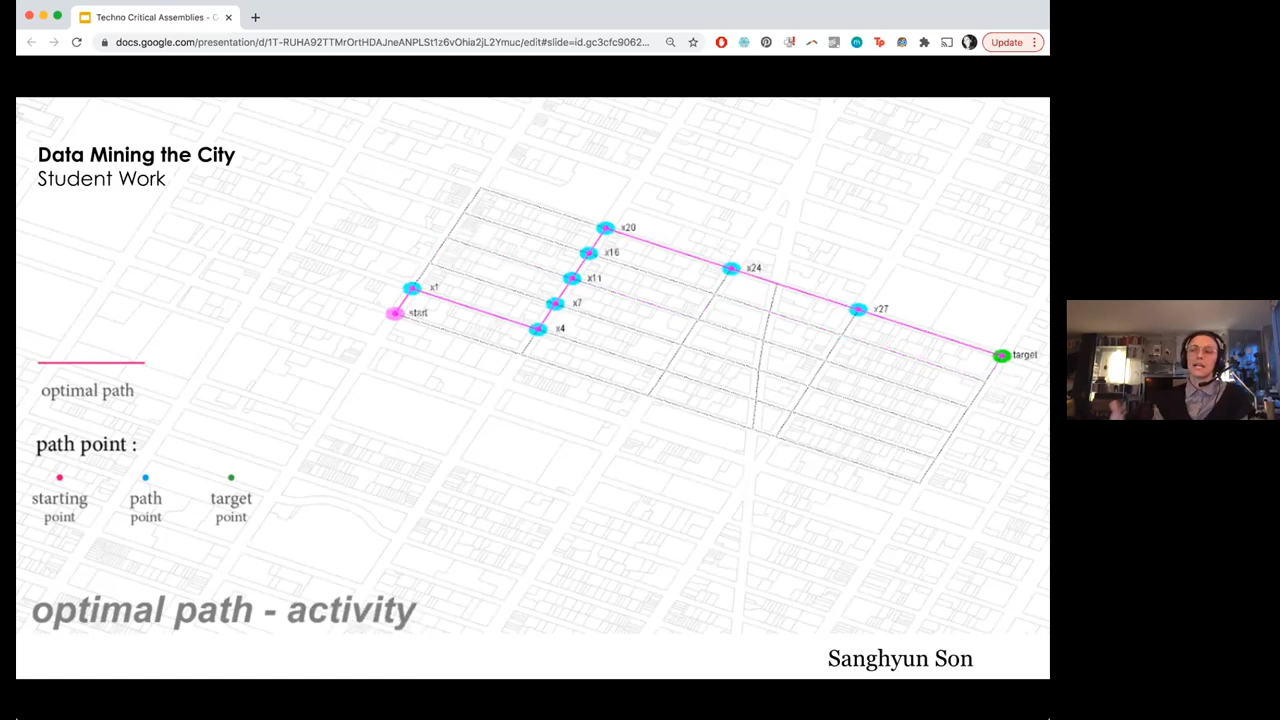 Techno Critical Assemblies - C
docs.google.com/presentation/d/1T-RUHA92TTMrOrtHDAJneANPLSt1z6vOhia2jL2Ymuc/edit#slide=id.gc3cfc9062...
Update
Data Mining the City
Student Work
x20
x16
x24
x11
x1
x7
x27
start
x4
target
optimal path
path point :
starting point
path point
target point
optimal path - activity
Sanghyun Son